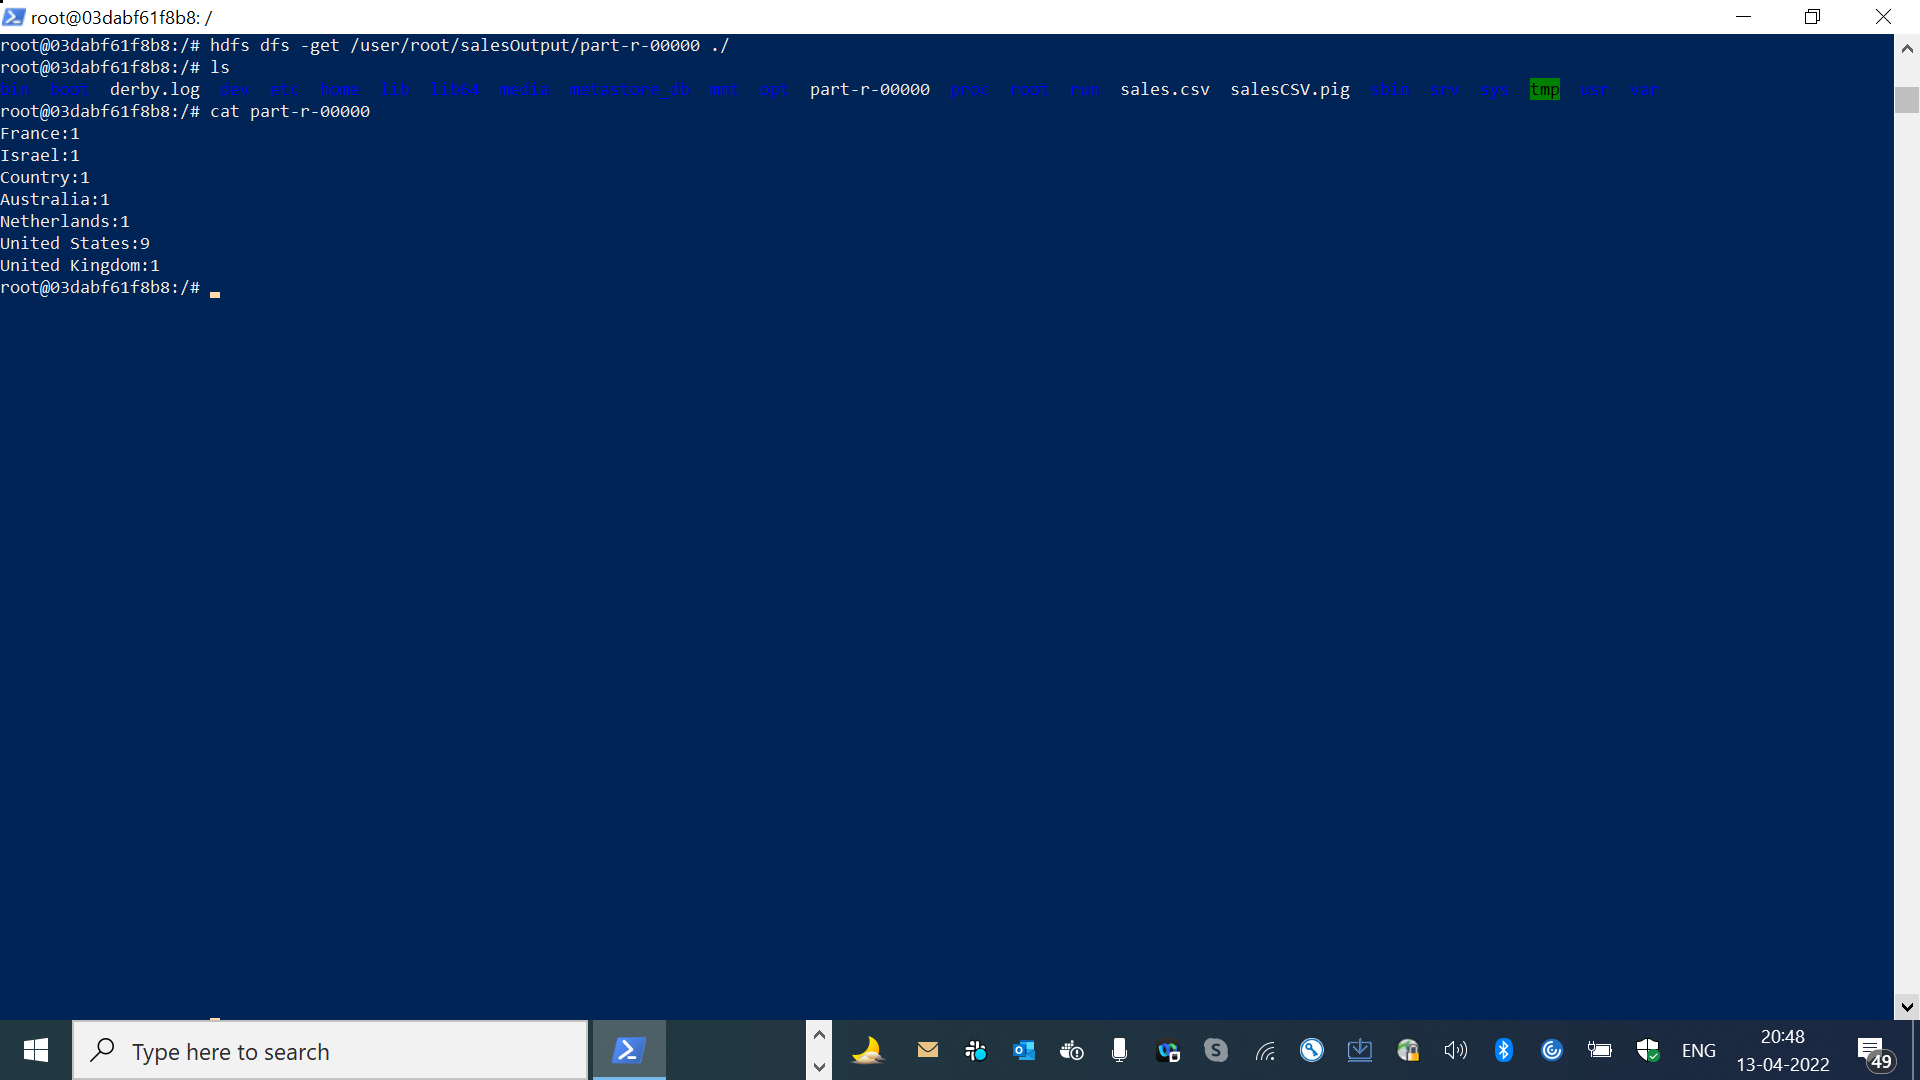 root@03dabf61f8b8: /
root@03dabf61f8b8:/# hdfs dfs -get /user/root/salesOutput/part-r-00000 ./
root@03dabf61f8b8:/# ls
bin boot derby.log dev etc home lib lib64 media metastore_db mnt opt part-r-00000 proc root run sales.csv salesCSV.pig sbin srv sys tmp usr var
root@03dabf61f8b8:/# cat part-r-00000
France:1
Israel:1
Country:1
Australia:1
Netherlands:1
United States:9
United Kingdom:1
root@03dabf61f8b8:/#
Type here to search
ENG
20:48
13-04-2022
49